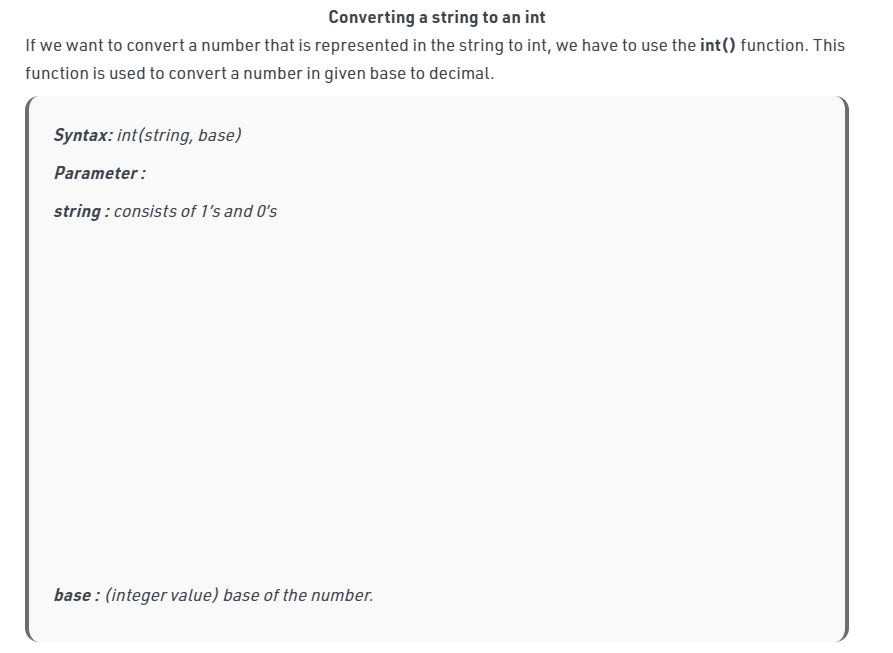 Converting a string to an int
If we want to convert a number that is represented in the string to int, we have to use the int() function. This
function is used to convert a number in given base to decimal.
Syntax: int(string, base)
Parameter :
string : consists of 1's and 0's
base : (integer value) base of the number.